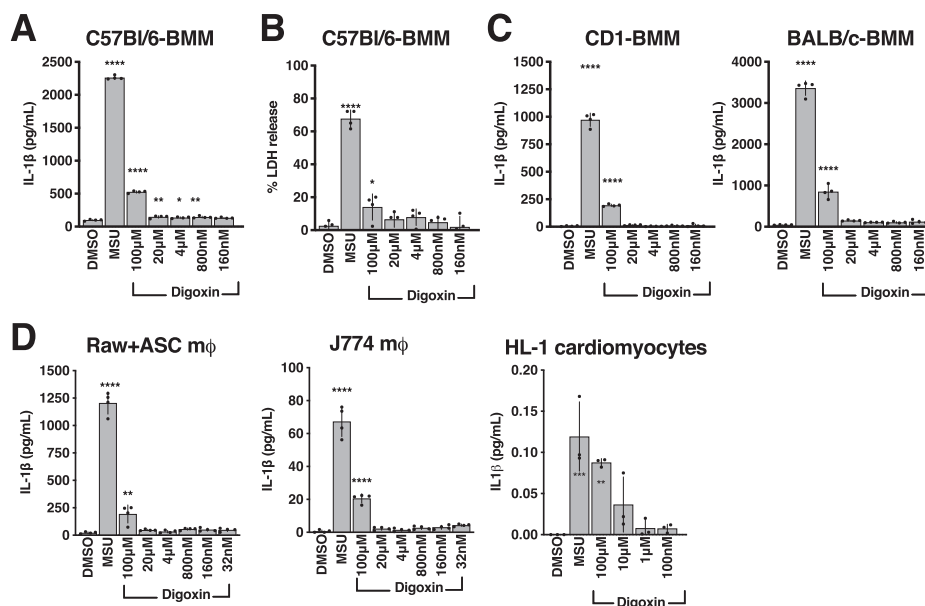 A
C57Bl/6-BMM
IL-1β (pg/mL)
2500
2000
1500
1000
500
0
****
****
**
*
**
DMSO
MSU
100μM
20μM
4μM
800nM
160nM
Digoxin
B
C57Bl/6-BMM
% LDH release
100
80
60
40
20
0
****
*
DMSO
MSU
100μM
20μM
4μM
800nM
160nM
Digoxin
C
CD1-BMM
IL-1β (pg/mL)
1500
1250
1000
750
500
250
0
****
****
DMSO
MSU
100μM
20μM
4μM
800nM
160nM
Digoxin
BALB/c-BMM
IL-1β (pg/mL)
4000
3000
2000
1000
0
****
****
DMSO
MSU
100μM
20μM
4μM
800nM
160nM
Digoxin
D
Raw+ASC mφ
IL-1β (pg/mL)
1500
1250
1000
750
500
250
0
****
**
DMSO
MSU
100μM
20μM
4μM
800nM
160nM
32nM
Digoxin
J774 mφ
IL-1β (pg/mL)
100
80
60
40
20
0
****
****
DMSO
MSU
100μM
20μM
4μM
800nM
160nM
32nM
Digoxin
HL-1 cardiomyocytes
IL1β (pg/mL)
0.20
0.15
0.10
0.05
0.00
***
**
DMSO
MSU
100μM
10μM
1μM
100nM
Digoxin